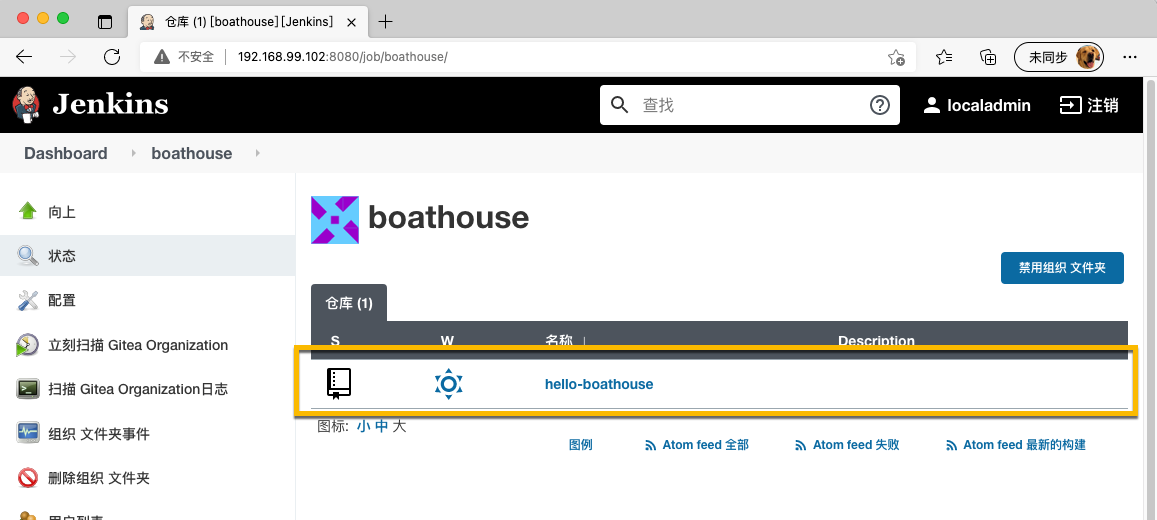 仓库 (1) [boathouse] [Jenkins]
不安全 192.168.99.102:8080/job/boathouse/ 未同步
Jenkins 查找 localadmin 注销
Dashboard boathouse
向上
状态
配置
立刻扫描 Gitea Organization
扫描 Gitea Organization日志
组织 文件夹事件
删除组织 文件夹
用户列表
boathouse
禁用组织 文件夹
仓库 (1)
S W 名称 ↓ Description
hello-boathouse
图标: 小 中 大
图例 Atom feed 全部 Atom feed 失败 Atom feed 最新的构建